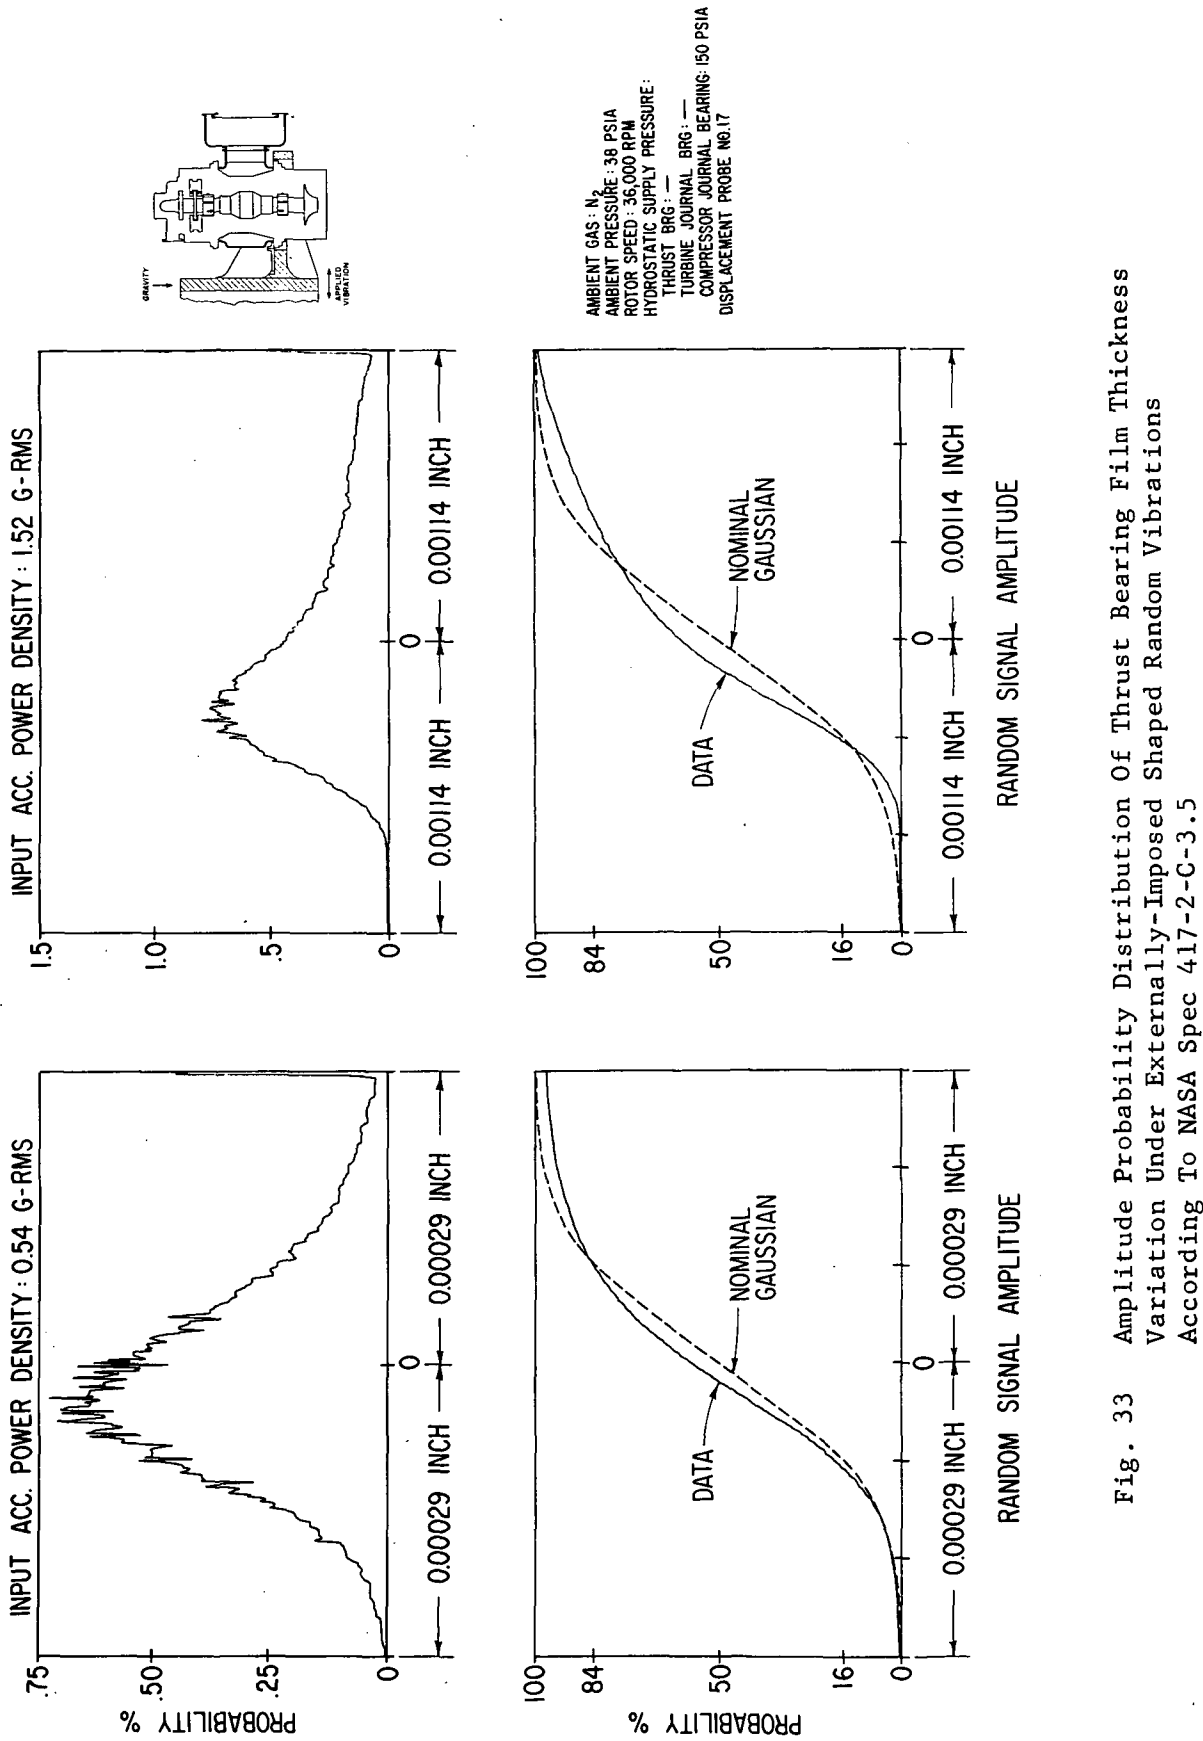 INPUT ACC. POWER DENSITY : 0.54 G-RMS
PROBABILITY %
.75
.50
.25
0
0
0.00029 INCH
0.00029 INCH
INPUT ACC. POWER DENSITY : 1.52 G-RMS
1.5
1.0
.5
0
0
0.00114 INCH
0.00114 INCH
GRAVITY
APPLIED
VIBRATION
PROBABILITY %
100
84
50
16
0
DATA
NOMINAL
GAUSSIAN
0
0.00029 INCH
0.00029 INCH
RANDOM SIGNAL AMPLITUDE
100
84
50
16
0
DATA
NOMINAL
GAUSSIAN
0
0.00114 INCH
0.00114 INCH
RANDOM SIGNAL AMPLITUDE
AMBIENT GAS : N2
AMBIENT PRESSURE : 38 PSIA
ROTOR SPEED : 36,000 RPM
HYDROSTATIC SUPPLY PRESSURE :
THRUST BRG : —
TURBINE JOURNAL BRG : —
COMPRESSOR JOURNAL BEARING: 150 PSIA
DISPLACEMENT PROBE NO.17
Fig. 33 Amplitude Probability Distribution Of Thrust Bearing Film Thickness
Variation Under Externally-Imposed Shaped Random Vibrations
According To NASA Spec 417-2-C-3.5